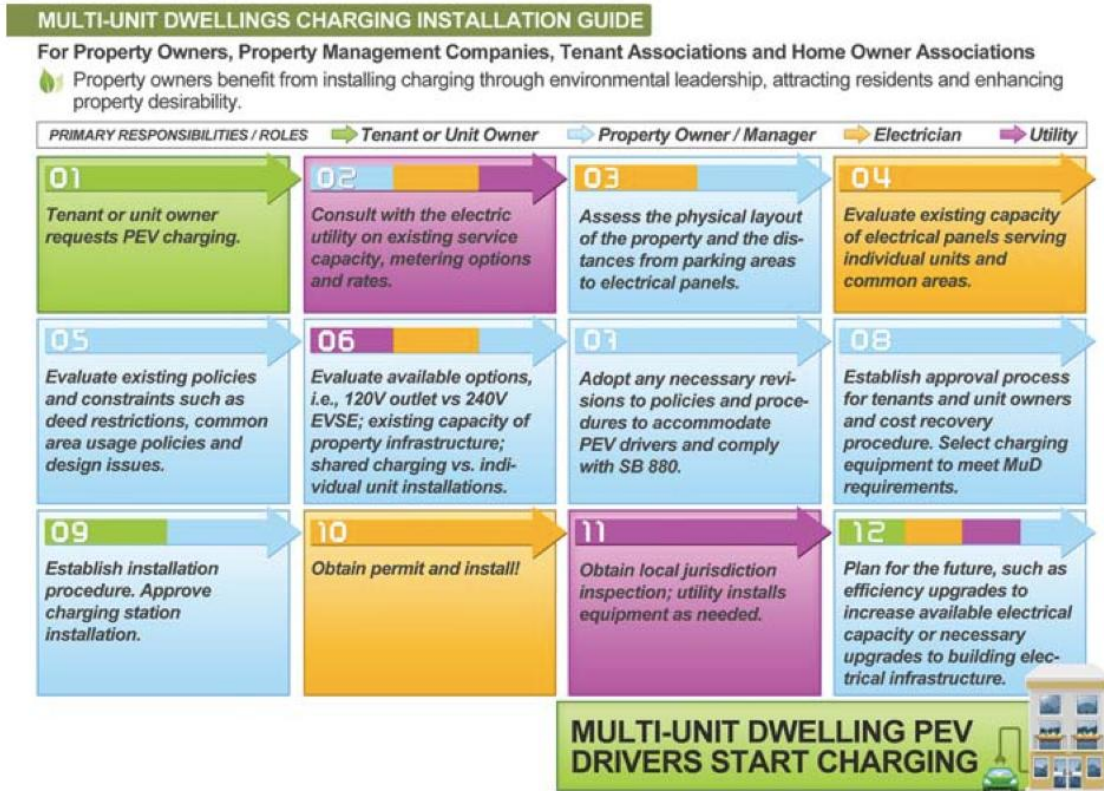 MULTI-UNIT DWELLINGS CHARGING INSTALLATION GUIDE
For Property Owners, Property Management Companies, Tenant Associations and Home Owner Associations
Property owners benefit from installing charging through environmental leadership, attracting residents and enhancing
property desirability.
PRIMARY RESPONSIBILITIES / ROLES Tenant or Unit Owner Property Owner / Manager Electrician Utility
01
Tenant or unit owner
requests PEV charging.
02
Consult with the electric
utility on existing service
capacity, metering options
and rates.
03
Assess the physical layout
of the property and the dis-
tances from parking areas
to electrical panels.
04
Evaluate existing capacity
of electrical panels serving
individual units and
common areas.
05
Evaluate existing policies
and constraints such as
deed restrictions, common
area usage policies and
design issues.
06
Evaluate available options,
i.e., 120V outlet vs 240V
EVSE; existing capacity of
property infrastructure;
shared charging vs. indi-
vidual unit installations.
07
Adopt any necessary revi-
sions to policies and proce-
dures to accommodate
PEV drivers and comply
with SB 880.
08
Establish approval process
for tenants and unit owners
and cost recovery
procedure. Select charging
equipment to meet MuD
requirements.
09
Establish installation
procedure. Approve
charging station
installation.
10
Obtain permit and install!
11
Obtain local jurisdiction
inspection; utility installs
equipment as needed.
12
Plan for the future, such as
efficiency upgrades to
increase available electrical
capacity or necessary
upgrades to building elec-
trical infrastructure.
MULTI-UNIT DWELLING PEV
DRIVERS START CHARGING